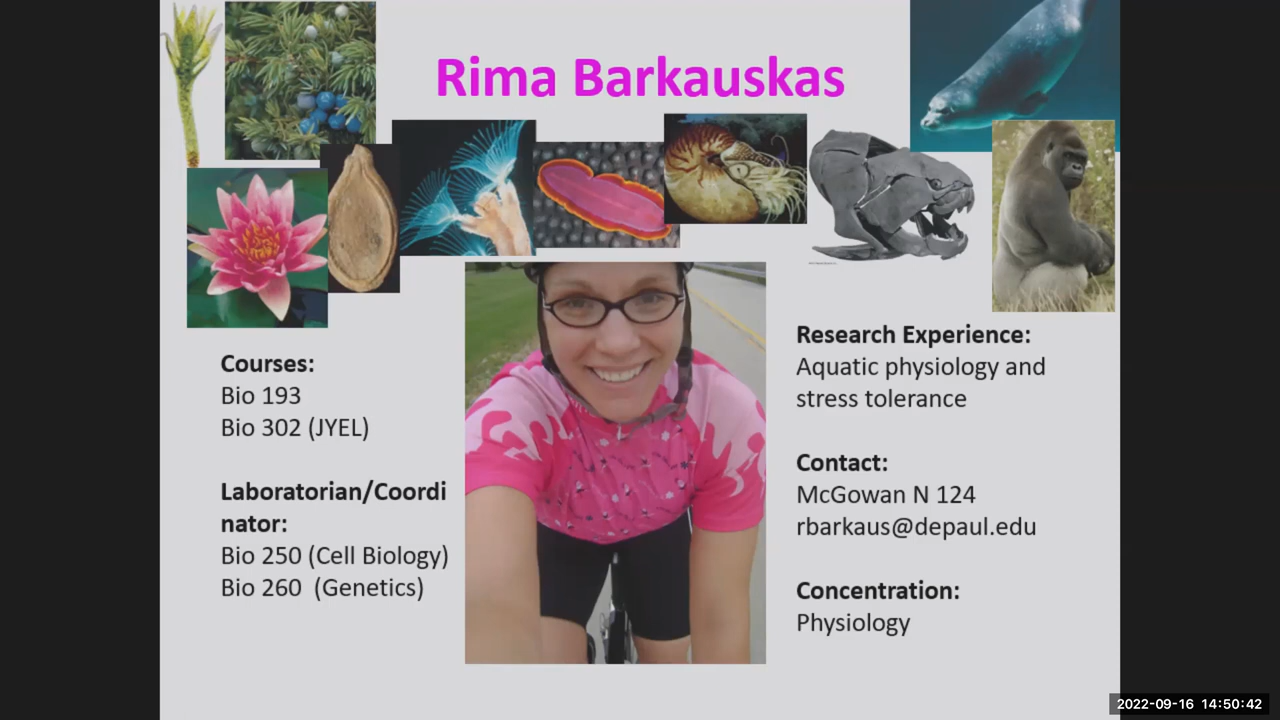 Rima Barkauskas
Courses:
Bio 193
Bio 302 (JYEL)
Laboratorian/Coordi
nator:
Bio 250 (Cell Biology)
Bio 260  (Genetics)
Research Experience:
Aquatic physiology and
stress tolerance
Contact:
McGowan N 124
rbarkaus@depaul.edu
Concentration:
Physiology
2022-09-16  14:50:42